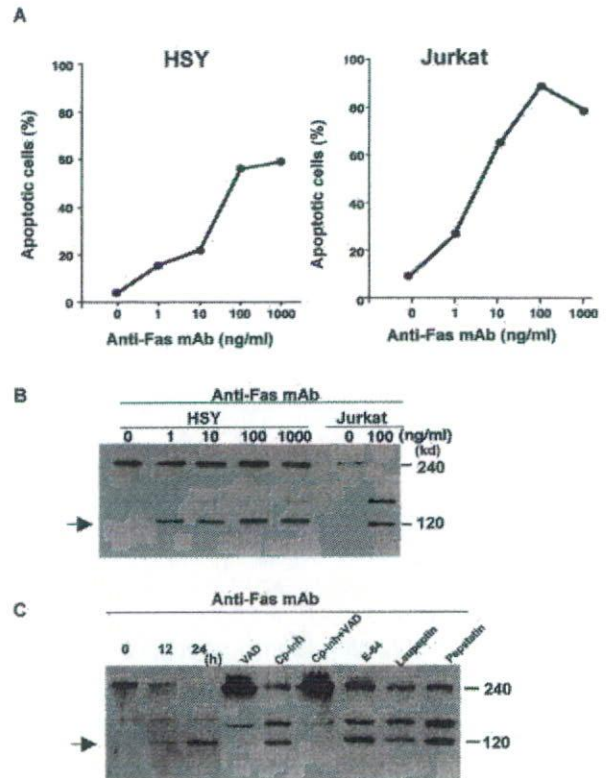 A
HSY
Jurkat
100
80
60
40
20
0
Apoptotic cells (%)
0 1 10 100 1000
Anti-Fas mAb (ng/ml)
100
80
60
40
20
0
Apoptotic cells (%)
0 1 10 100 1000
Anti-Fas mAb (ng/ml)
B
Anti-Fas mAb
HSY Jurkat
0 1 10 100 1000 0 100 (ng/ml)
(kd)
240
120
C
Anti-Fas mAb
0 12 24 (h) VAD Cp-inh Cp-inh+VAD E-64 Leupeptin Pepstatin
240
120